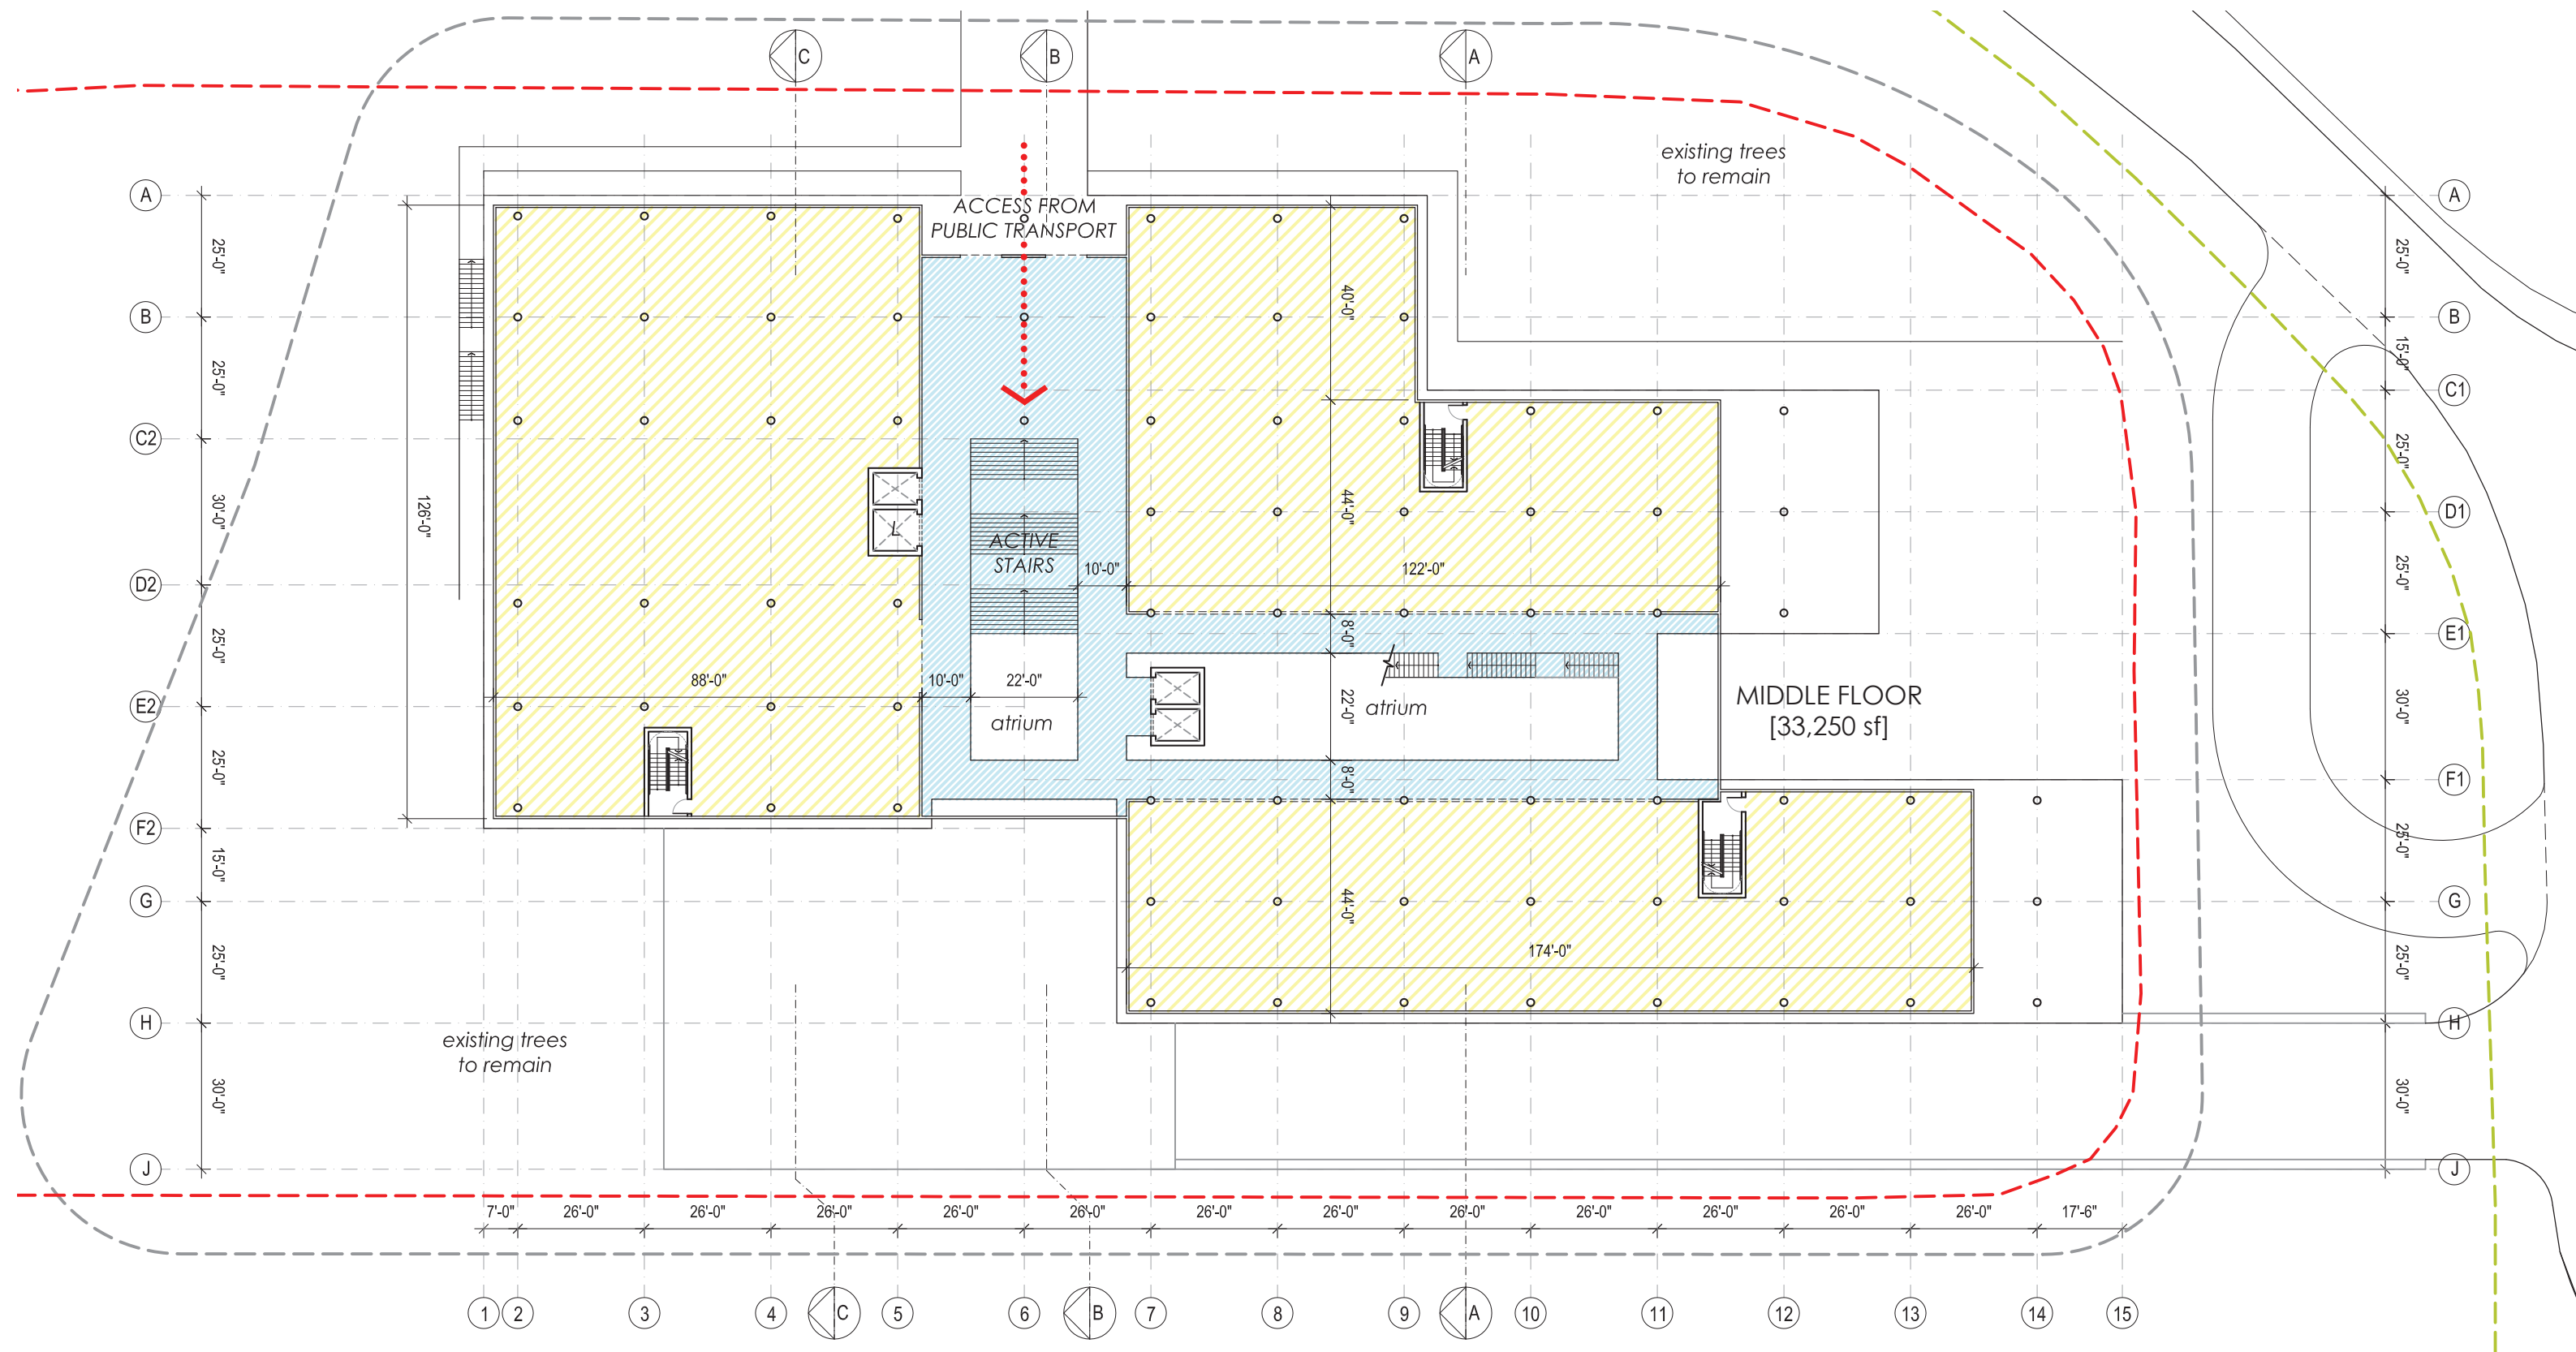 C
B
A
existing trees
to remain
A
A
ACCESS FROM
PUBLIC TRANSPORT
25'-0"
25'-0"
40'-0"
B
B
15'-0"
25'-0"
C1
C2
25'-0"
126'-0"
30'-0"
44'-0"
D1
L
ACTIVE
STAIRS
10'-0"
122'-0"
D2
25'-0"
25'-0"
8'-0"
E1
88'-0"
10'-0"
22'-0"
E2
22'-0"
atrium
atrium
MIDDLE FLOOR
[33,250 sf]
30'-0"
25'-0"
8'-0"
F1
F2
25'-0"
15'-0"
44'-0"
G
G
174'-0"
25'-0"
25'-0"
H
H
existing trees
to remain
30'-0"
30'-0"
J
J
7'-0"
26'-0"
26'-0"
26'-0"
26'-0"
26'-0"
26'-0"
26'-0"
26'-0"
26'-0"
26'-0"
26'-0"
26'-0"
17'-6"
1
2
3
4
C
5
6
B
7
8
9
A
10
11
12
13
14
15